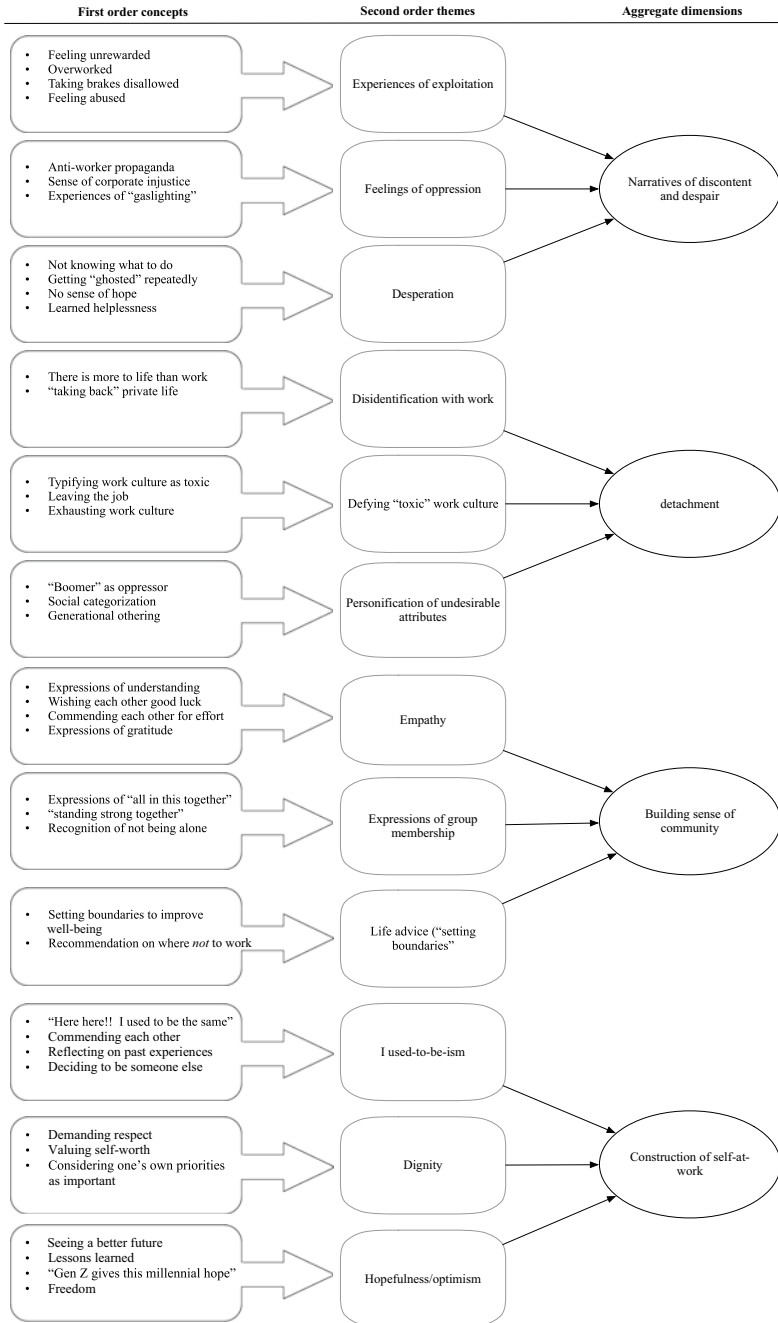 First order concepts
Second order themes
Aggregate dimensions
• Feeling unrewarded
• Overworked
• Taking brakes disallowed
• Feeling abused
Experiences of exploitation
• Anti-worker propaganda
• Sense of corporate injustice
• Experiences of “gaslighting”
Feelings of oppression
Narratives of discontent
and despair
• Not knowing what to do
• Getting “ghosted” repeatedly
• No sense of hope
• Learned helplessness
Desperation
• There is more to life than work
• “taking back” private life
Disidentification with work
• Typifying work culture as toxic
• Leaving the job
• Exhausting work culture
Defying “toxic” work culture
detachment
• “Boomer” as oppressor
• Social categorization
• Generational othering
Personification of undesirable
attributes
• Expressions of understanding
• Wishing each other good luck
• Commending each other for effort
• Expressions of gratitude
Empathy
• Expressions of “all in this together”
• “standing strong together”
• Recognition of not being alone
Expressions of group
membership
Building sense of
community
• Setting boundaries to improve
well-being
• Recommendation on where not to work
Life advice (“setting
boundaries”
• “Here here!! I used to be the same”
• Commending each other
• Reflecting on past experiences
• Deciding to be someone else
I used-to-be-ism
• Demanding respect
• Valuing self-worth
• Considering one’s own priorities
as important
Dignity
Construction of self-at-
work
• Seeing a better future
• Lessons learned
• “Gen Z gives this millennial hope”
• Freedom
Hopefulness/optimism